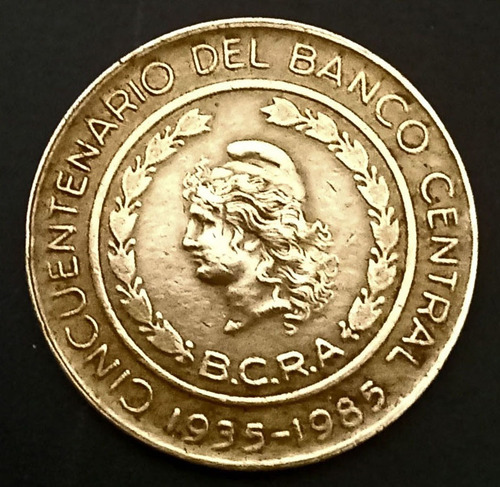 CINCUENTENARIO DEL BANCO CENTRAL
B.C.R.A.
1935-1985